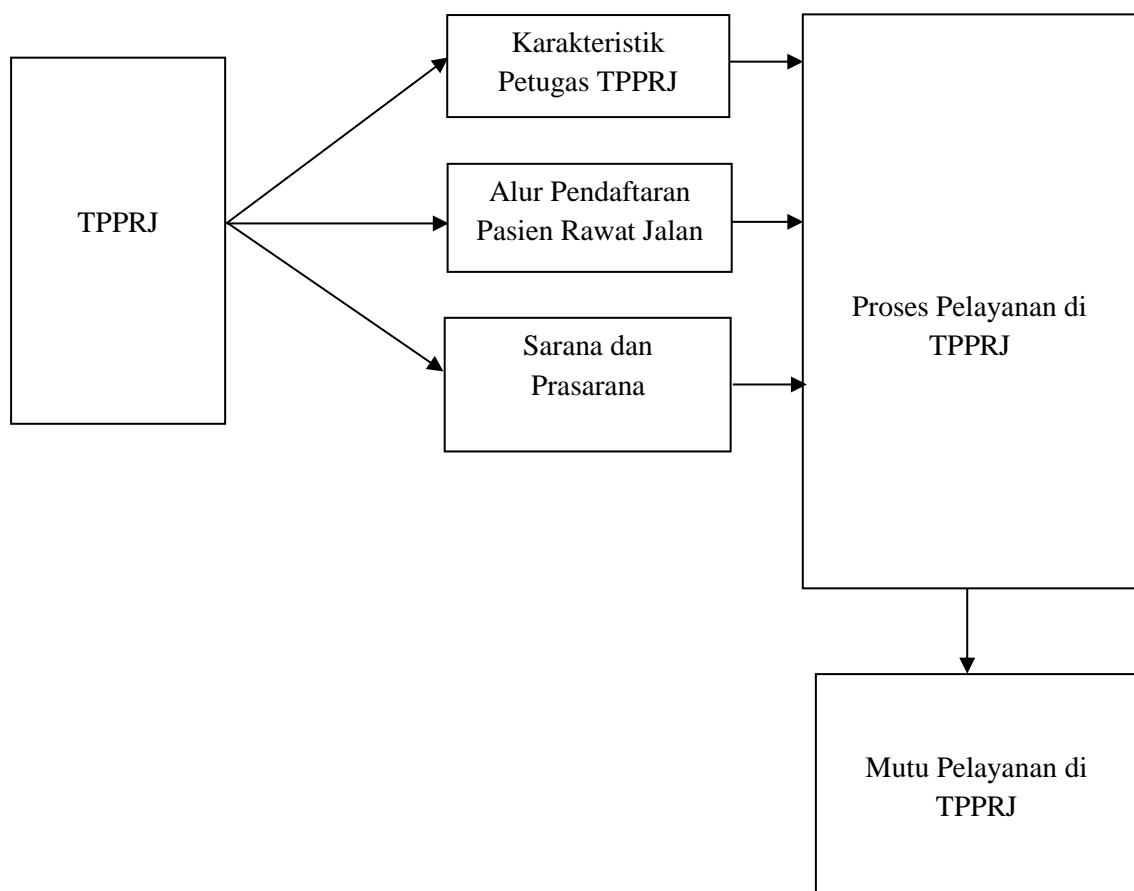 TPPRJ
Karakteristik
Petugas TPPRJ
Alur Pendaftaran
Pasien Rawat Jalan
Sarana dan
Prasarana
Proses Pelayanan di
TPPRJ
Mutu Pelayanan di
TPPRJ